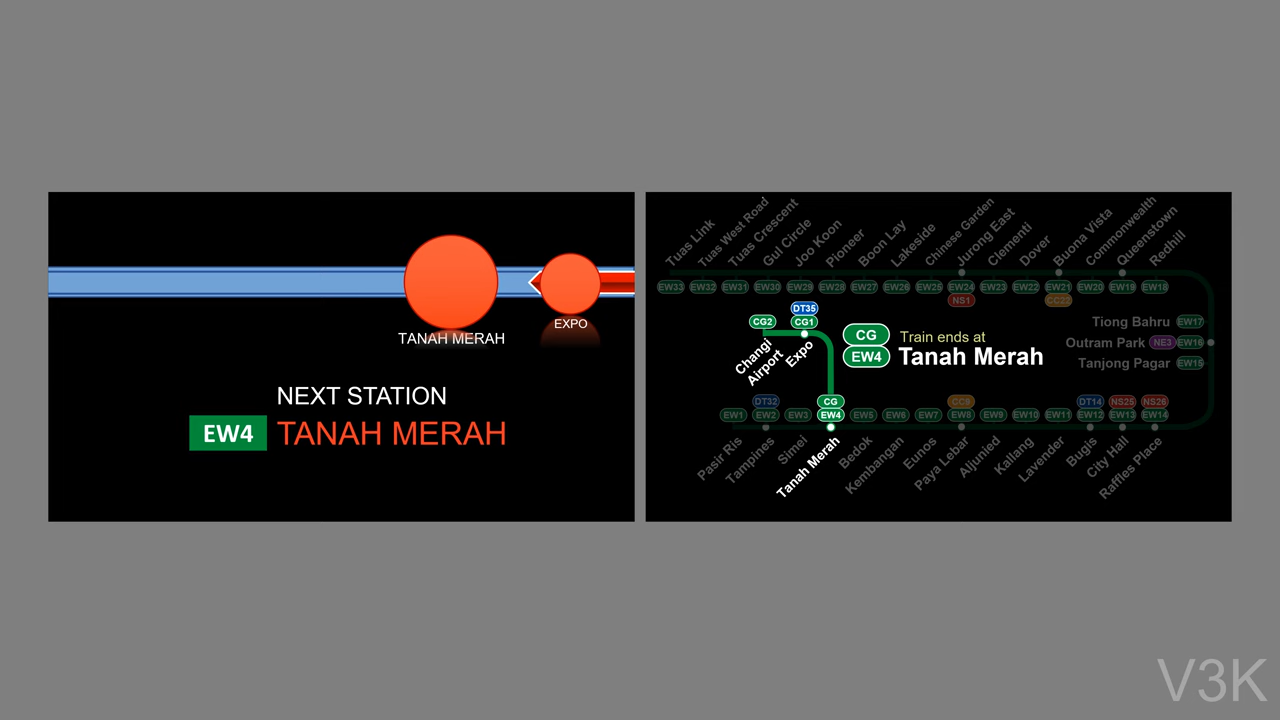 TANAH MERAH
EXPO
NEXT STATION
EW4 TANAH MERAH
Tuas Link
Tuas West Road
Tuas Crescent
Gul Circle
Joo Koon
Pioneer
Boon Lay
Lakeside
Chinese Garden
Jurong East
Clementi
Dover
Buona Vista
Commonwealth
Queenstown
Redhill
EW33 EW32 EW31 EW30 EW29 EW28 EW27 EW26 EW25 EW24 EW23 EW22 EW21 EW20 EW19 EW18
NS1 CC22
DT35
CG2 CG1
Changi
Airport
Expo
CG
EW4
Train ends at
Tanah Merah
Tiong Bahru EW17
Outram Park NE3 EW16
Tanjong Pagar EW15
DT32 CG CC9 DT14 NS25 NS26
EW1 EW2 EW3 EW4 EW5 EW6 EW7 EW8 EW9 EW10 EW11 EW12 EW13 EW14
Pasir Ris
Tampines
Simei
Tanah Merah
Bedok
Kembangan
Eunos
Paya Lebar
Aljunied
Kallang
Lavender
Bugis
City Hall
Raffles Place
V3K